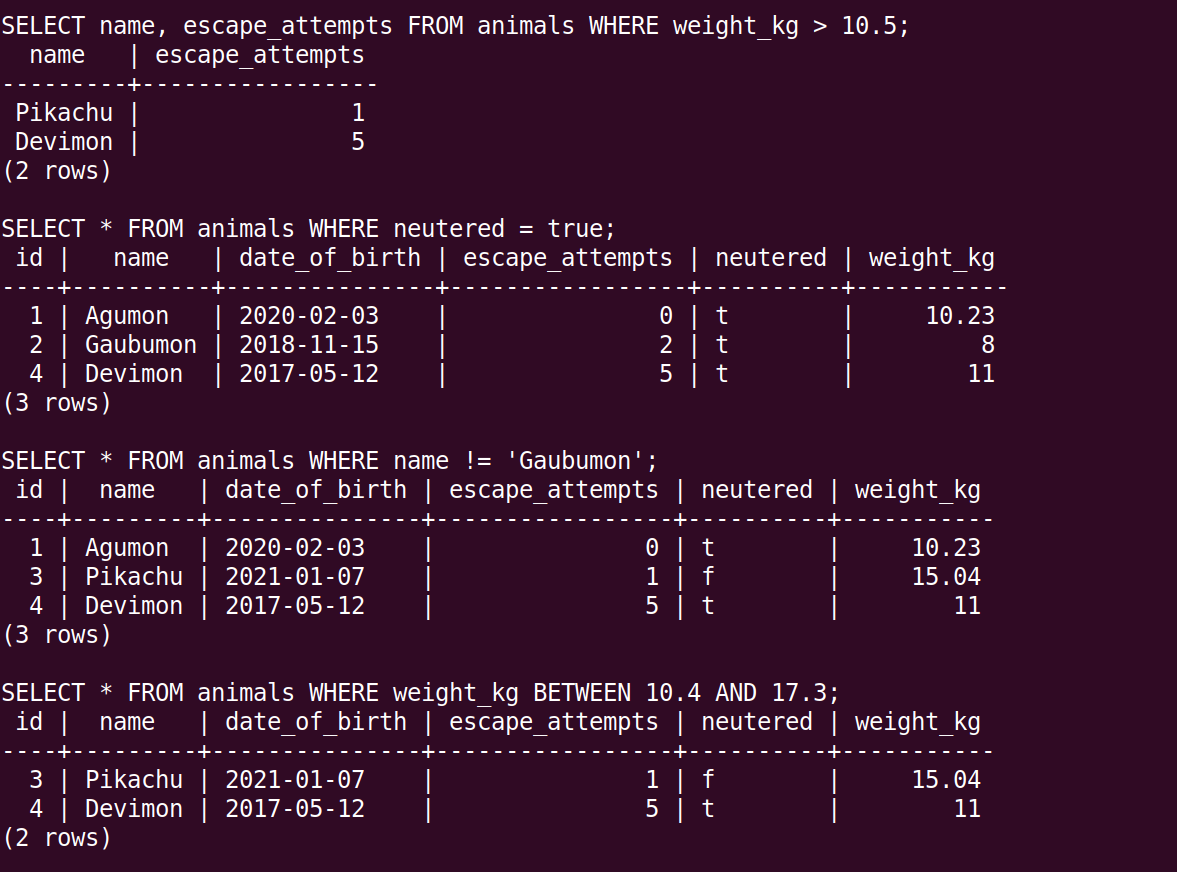 SELECT name, escape_attempts FROM animals WHERE weight_kg > 10.5;
  name   | escape_attempts
---------+-----------------
 Pikachu |               1
 Devimon |               5
(2 rows)

SELECT * FROM animals WHERE neutered = true;
 id |   name   | date_of_birth | escape_attempts | neutered | weight_kg
----+----------+---------------+-----------------+----------+-----------
  1 | Agumon   | 2020-02-03    |               0 | t        |     10.23
  2 | Gaubumon | 2018-11-15    |               2 | t        |         8
  4 | Devimon  | 2017-05-12    |               5 | t        |        11
(3 rows)

SELECT * FROM animals WHERE name != 'Gaubumon';
 id |  name   | date_of_birth | escape_attempts | neutered | weight_kg
----+---------+---------------+-----------------+----------+-----------
  1 | Agumon  | 2020-02-03    |               0 | t        |     10.23
  3 | Pikachu | 2021-01-07    |               1 | f        |     15.04
  4 | Devimon | 2017-05-12    |               5 | t        |        11
(3 rows)

SELECT * FROM animals WHERE weight_kg BETWEEN 10.4 AND 17.3;
 id |  name   | date_of_birth | escape_attempts | neutered | weight_kg
----+---------+---------------+-----------------+----------+-----------
  3 | Pikachu | 2021-01-07    |               1 | f        |     15.04
  4 | Devimon | 2017-05-12    |               5 | t        |        11
(2 rows)